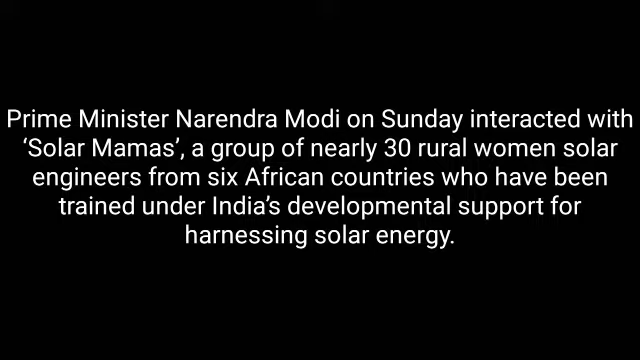 Prime Minister Narendra Modi on Sunday interacted with
‘Solar Mamas’, a group of nearly 30 rural women solar
engineers from six African countries who have been
trained under India’s developmental support for
harnessing solar energy.